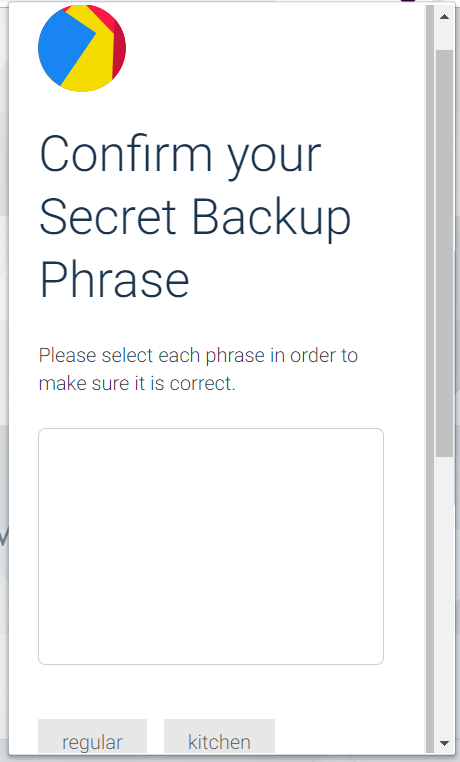 Confirm your
Secret Backup
Phrase
Please select each phrase in order to
make sure it is correct.
regular kitchen